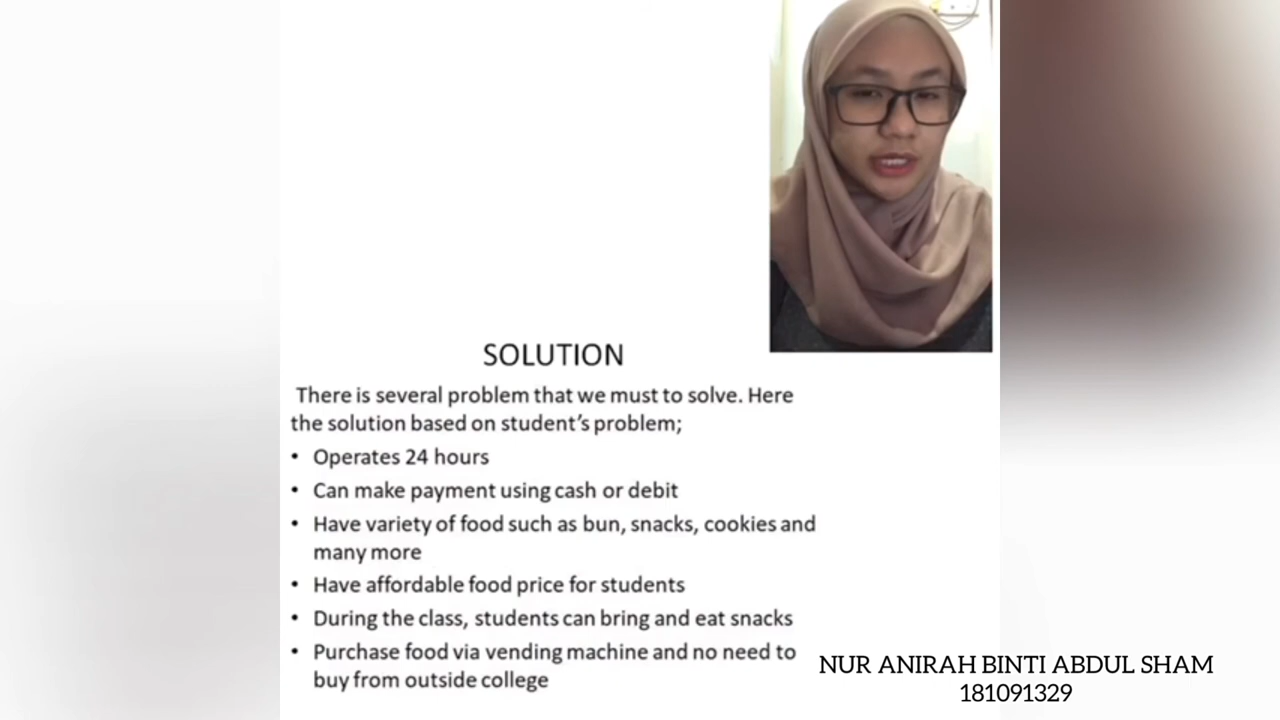 SOLUTION
There is several problem that we must to solve. Here
the solution based on student's problem;
• Operates 24 hours
• Can make payment using cash or debit
• Have variety of food such as bun, snacks, cookies and
many more
• Have affordable food price for students
• During the class, students can bring and eat snacks
• Purchase food via vending machine and no need to
buy from outside college
NUR ANIRAH BINTI ABDUL SHAM
181091329